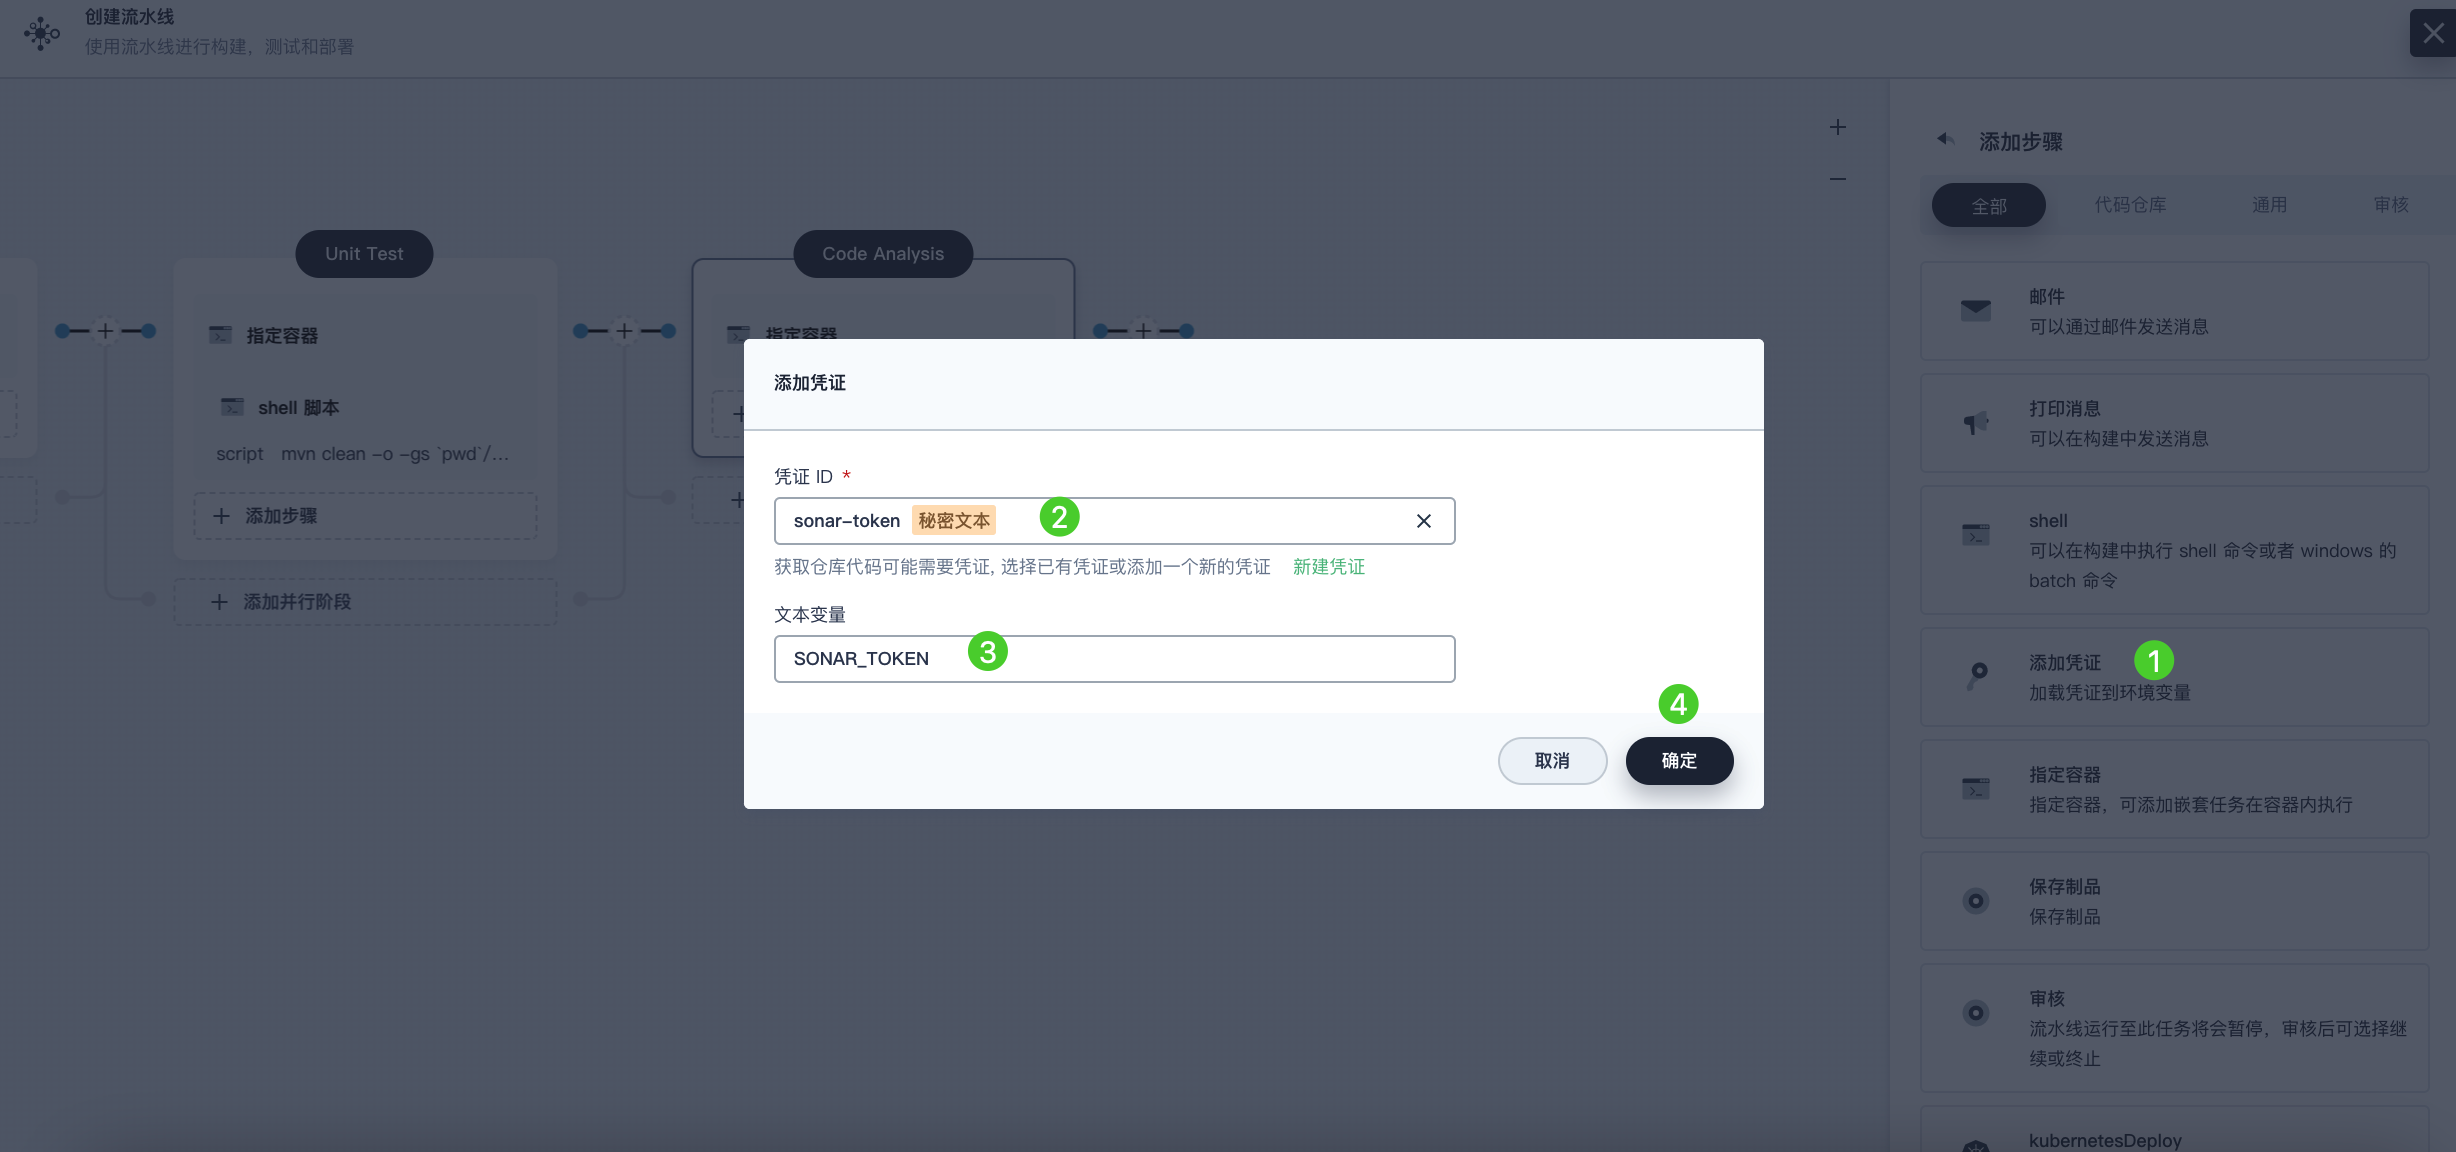 创建流水线
使用流水线进行构建，测试和部署
Unit Test
指定容器
shell 脚本
script mvn clean -o -gs `pwd`/...
添加步骤
添加并行阶段
Code Analysis
指定容器
添加凭证
凭证 ID *
sonar-token 秘密文本
2
获取仓库代码可能需要凭证, 选择已有凭证或添加一个新的凭证 新建凭证
文本变量
SONAR_TOKEN
3
4
取消
确定
添加步骤
全部
代码仓库
通用
审核
邮件
可以通过邮件发送消息
打印消息
可以在构建中发送消息
shell
可以在构建中执行 shell 命令或者 windows 的
batch 命令
添加凭证
1
加载凭证到环境变量
指定容器
指定容器，可添加嵌套任务在容器内执行
保存制品
保存制品
审核
流水线运行至此任务将会暂停，审核后可选择继
续或终止
kubernetesDeploy